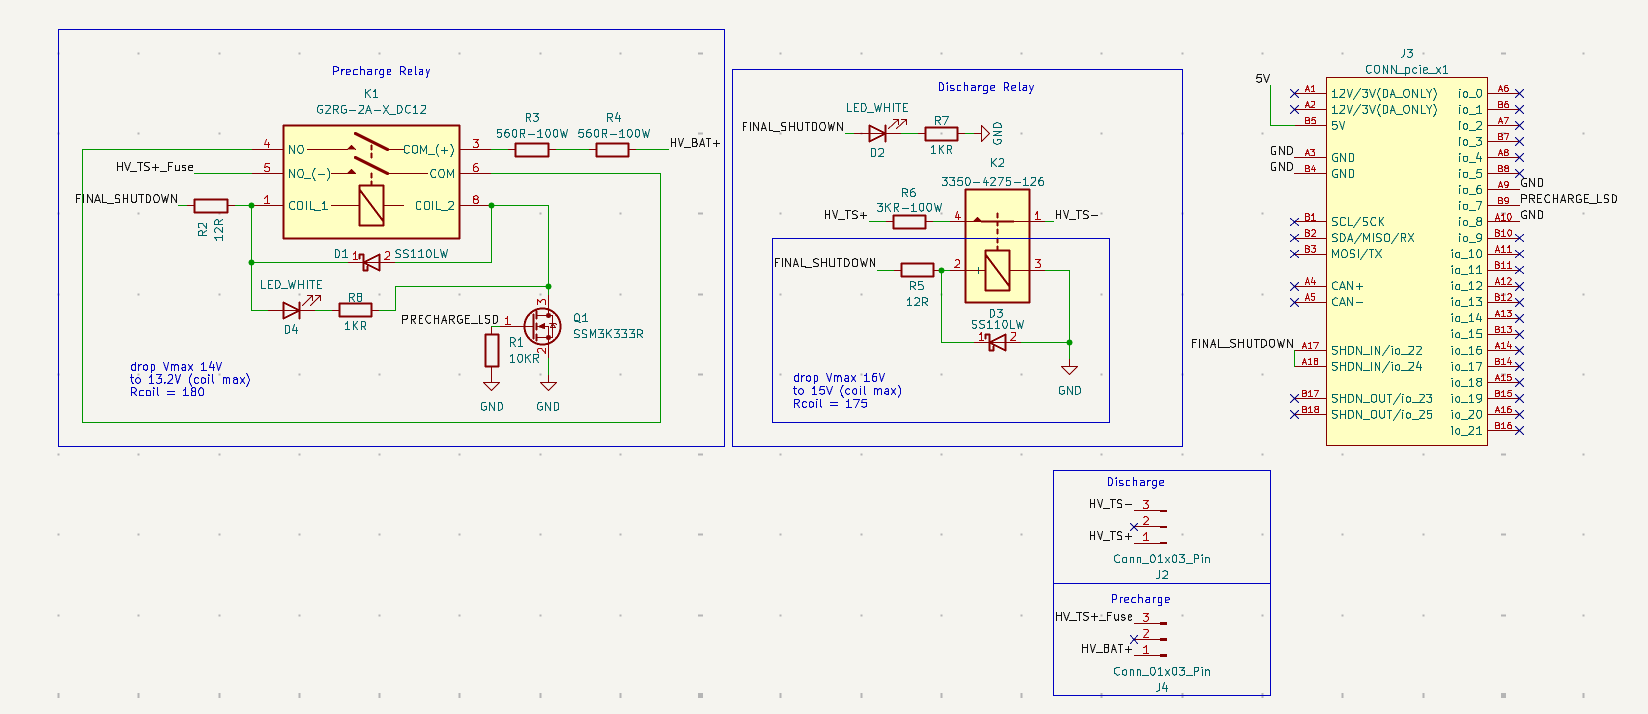 Precharge Relay
K1
G2RG-2A-X_DC12
4 NO COM_(+) 3
5 NO_(-) COM 6
1 COIL_1 COIL_2 8
HV_TS+_Fuse
FINAL_SHUTDOWN
R2
12R
R3
560R-100W
R4
560R-100W
HV_BAT+
D1 1 2 SS110LW
LED_WHITE
D4
R8
1KR
PRECHARGE_LSD 1
3
2
Q1
SSM3K333R
R1
10KR
GND
GND
drop Vmax 14V
to 13.2V (coil max)
Rcoil = 180
Discharge Relay
LED_WHITE
FINAL_SHUTDOWN
D2
R7
1KR
GND
K2
3350-4275-126
R6
3KR-100W
HV_TS+ 4 1 HV_TS-
FINAL_SHUTDOWN 2 3
R5
12R
D3
SS110LW
1 2
GND
drop Vmax 16V
to 15V (coil max)
Rcoil = 175
J3
CONN_pcie_x1
5V
A1 12V/3V(DA_ONLY) io_0 A6
A2 12V/3V(DA_ONLY) io_1 B6
B5 5V io_2 A7
io_3 B7
GND A3 GND io_4 A8
GND B4 GND io_5 B8
io_6 A9 GND
io_7 B9 PRECHARGE_LSD
B1 SCL/SCK io_8 A10 GND
B2 SDA/MISO/RX io_9 B10
B3 MOSI/TX io_10 A11
io_11 B11
A4 CAN+ io_12 A12
A5 CAN- io_13 B12
io_14 A13
io_15 B13
FINAL_SHUTDOWN A17 SHDN_IN/io_22 io_16 A14
A18 SHDN_IN/io_24 io_17 B14
io_18 A15
B17 SHDN_OUT/io_23 io_19 B15
B18 SHDN_OUT/io_25 io_20 A16
io_21 B16
Discharge
HV_TS- 3
2
HV_TS+ 1
Conn_01x03_Pin
J2
Precharge
HV_TS+_Fuse 3
2
HV_BAT+ 1
Conn_01x03_Pin
J4